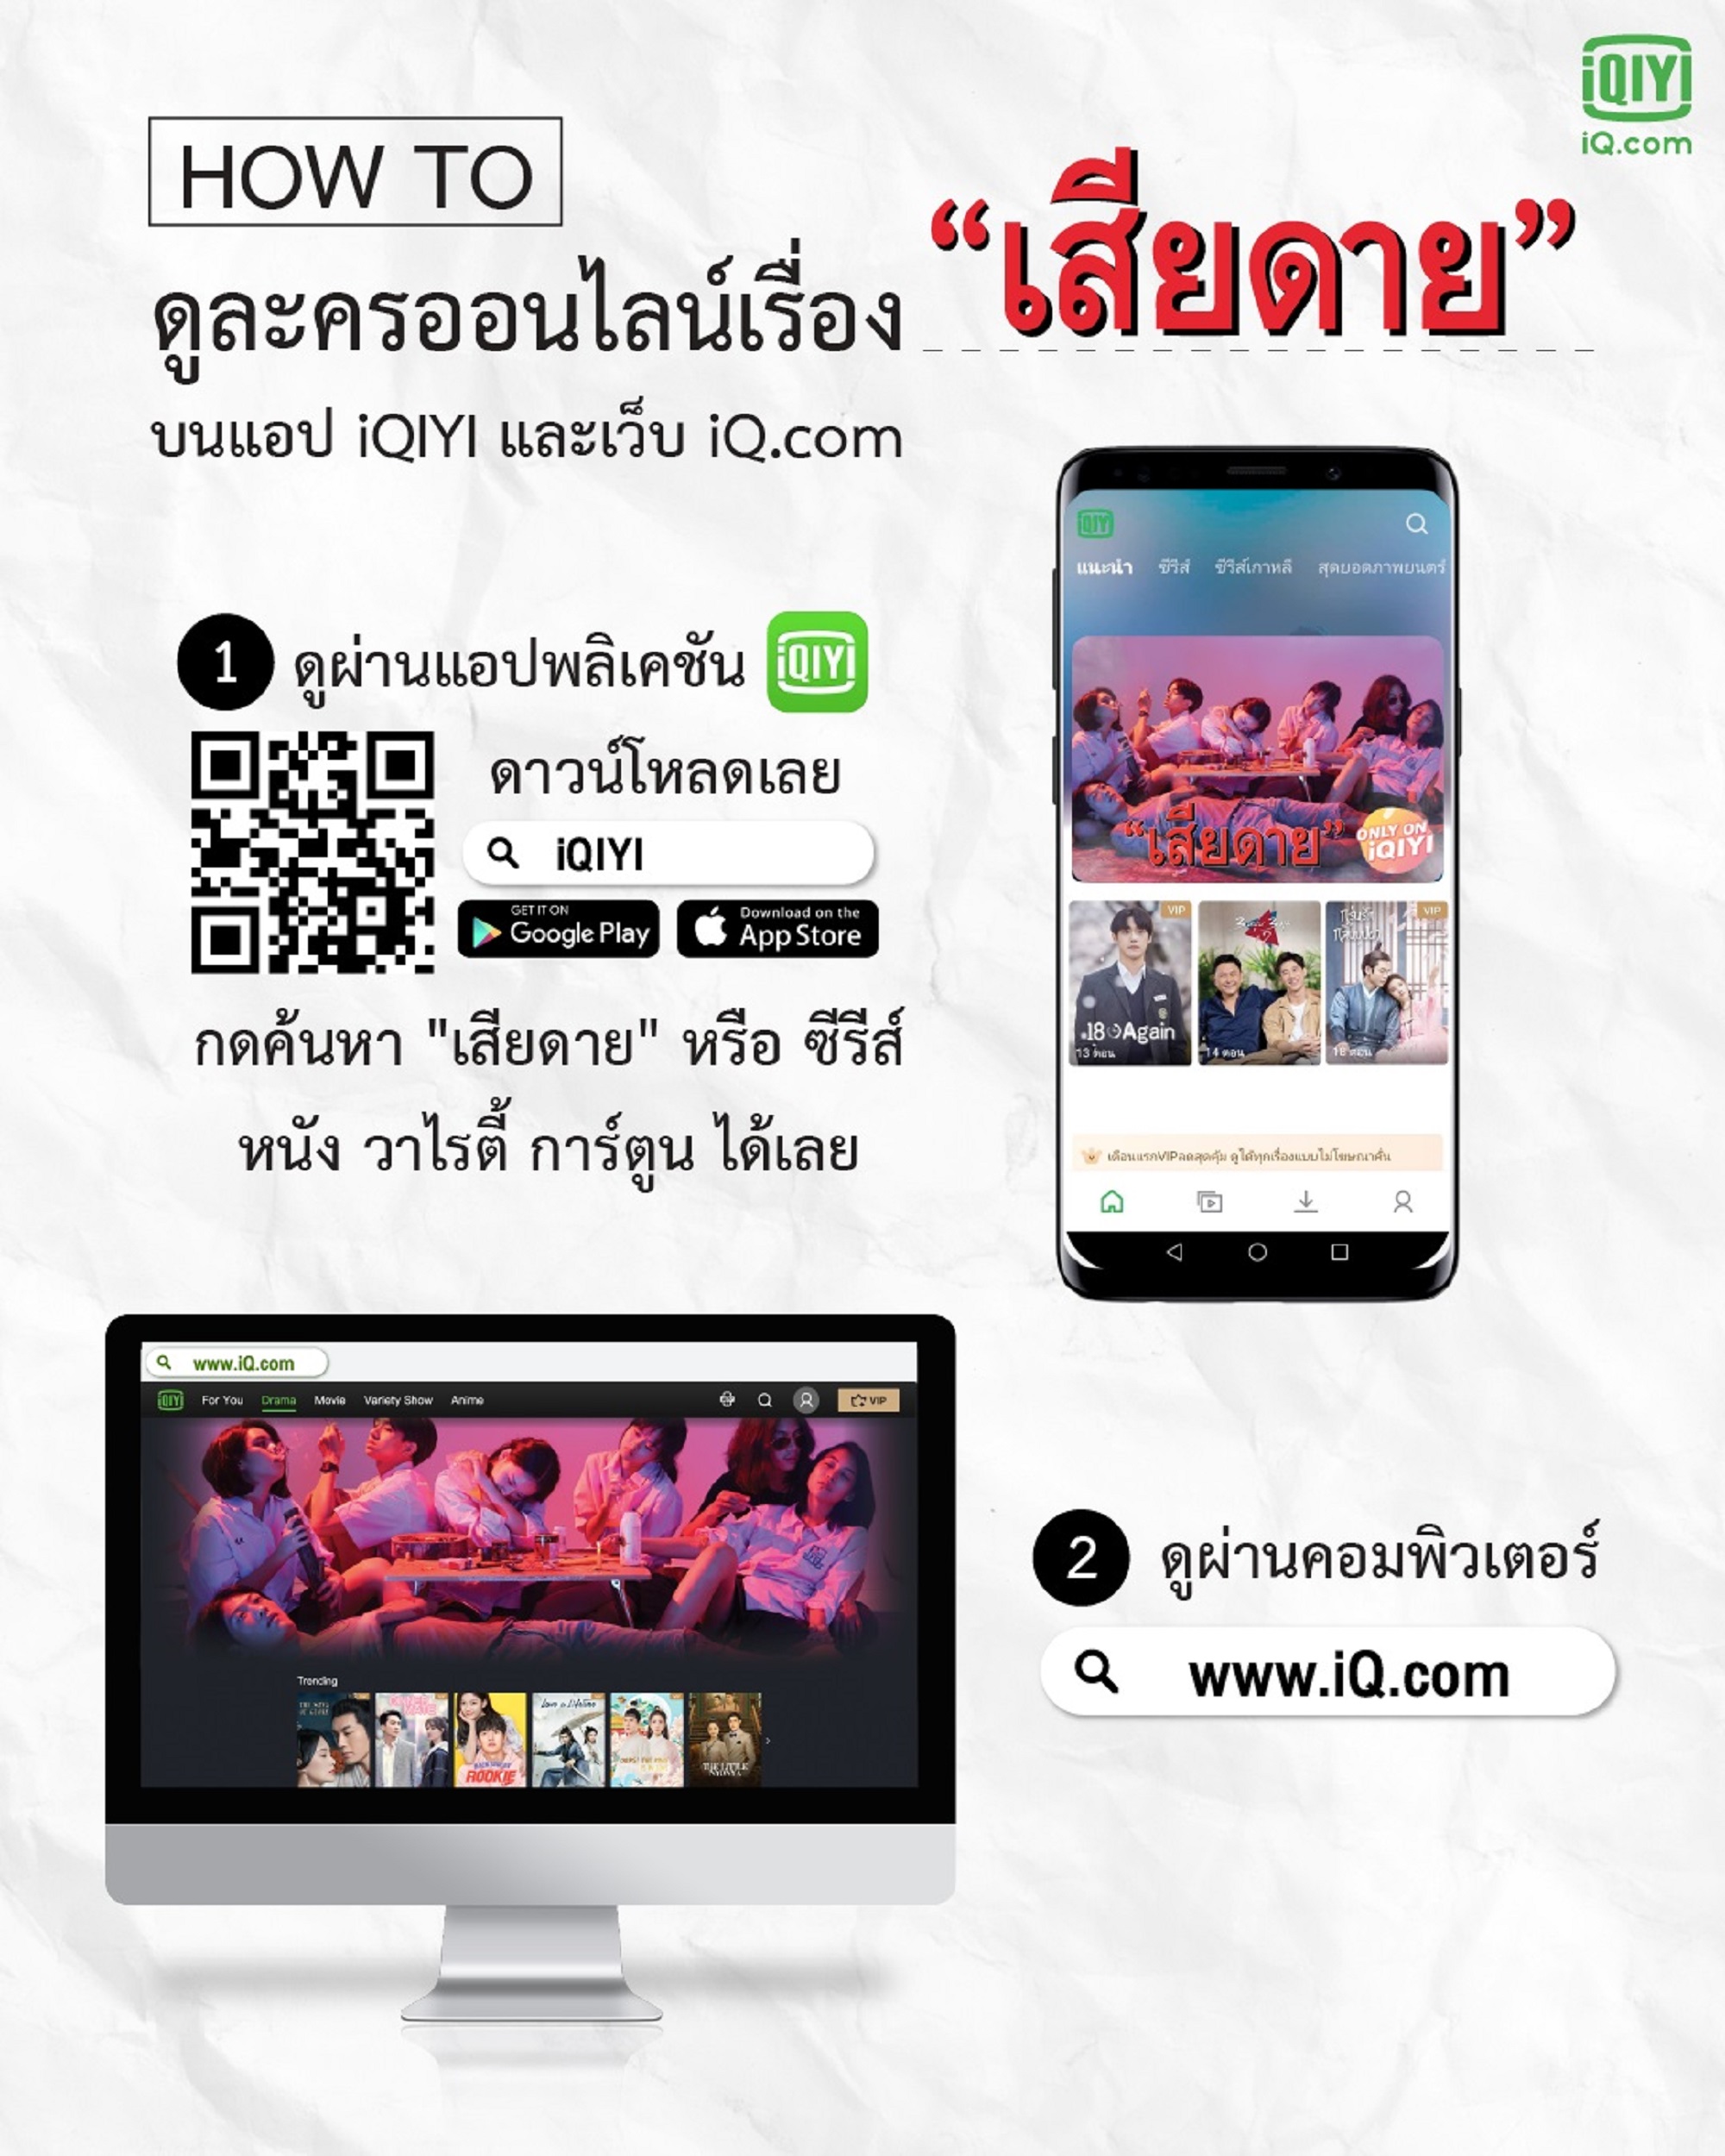 iQIYI
iQ.com
HOW TO
ดูละครออนไลน์เรื่อง “เสียดาย”
บนแอป iQIYI และเว็บ iQ.com
1 ดูผ่านแอปพลิเคชัน iQIYI
ดาวน์โหลดเลย
iQIYI
GET IT ON
Google Play
Download on the
App Store
กดค้นหา "เสียดาย" หรือ ซีรีส์
หนัง วาไรตี้ การ์ตูน ได้เลย
iQIYI
แนะนำ ซีรีส์ ซีรีส์เกาหลี สุดยอดภาพยนตร์
“เสียดาย”
ONLY ON
iQIYI
VIP
18 Again
13 ตอน
14 ตอน
VIP
18 ตอน
เดือนแรกVIPลดสุดคุ้ม ดูได้ทุกเรื่องแบบไม่โฆษณาคั่น
www.iQ.com
iQIYI For You Drama Movie Variety Show Anime VIP
Trending
ROOKIE
THE LITTLE
NYONYA
2 ดูผ่านคอมพิวเตอร์
www.iQ.com